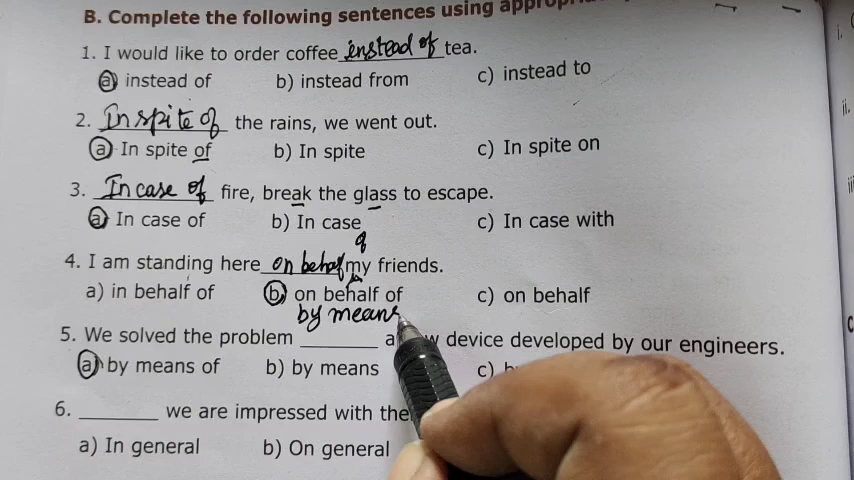 B. Complete the following sentences using
1. I would like to order coffee instead of tea.
a) instead of b) instead from c) instead to
2. In spite of the rains, we went out.
a) In spite of b) In spite c) In spite on
3. In case of fire, break the glass to escape.
a) In case of b) In case c) In case with
of
4. I am standing here on behalf my friends.
a) in behalf of b) on behalf of c) on behalf
by means
5. We solved the problem ________ a device developed by our engineers.
a) by means of b) by means c)
6. ________ we are impressed with the
a) In general b) On general
i.
ii.